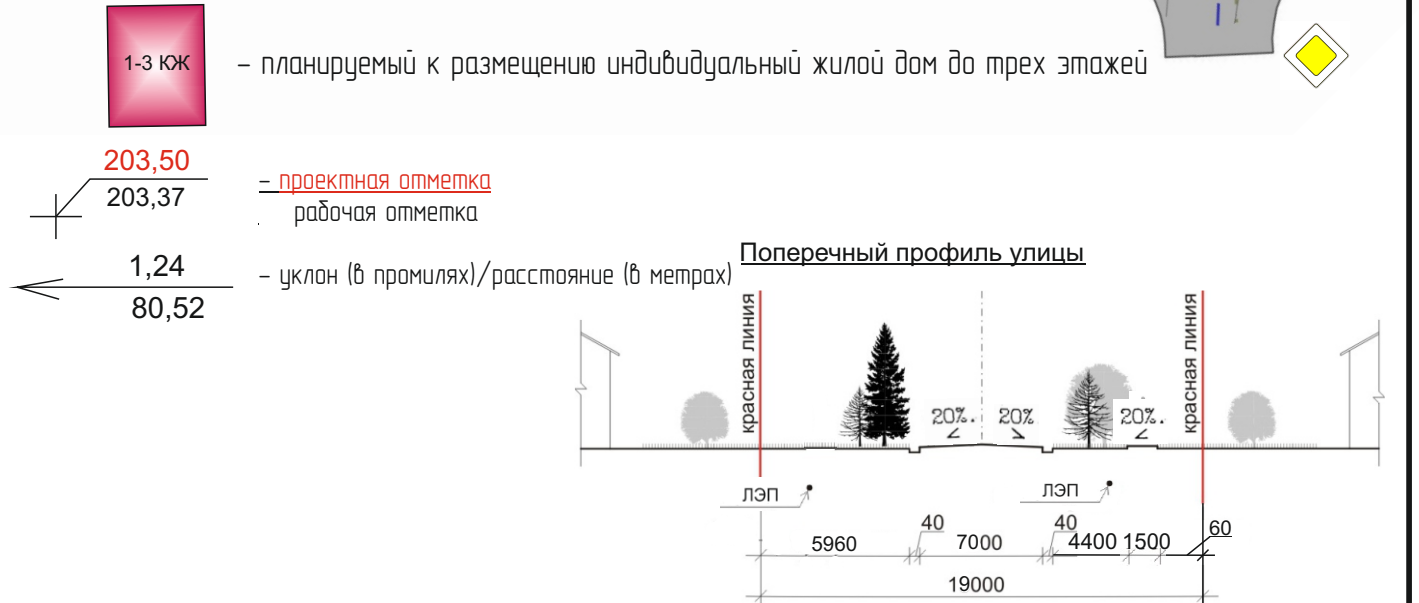 1-3 КЖ
– планируемый к размещению индивидуальный жилой дом до трех этажей
203,50
203,37
– проектная отметка
рабочая отметка
1,24
80,52
– уклон (в промилях)/расстояние (в метрах)
Поперечный профиль улицы
красная линия
красная линия
20%.
20%
20%.
ЛЭП
ЛЭП
40
40
60
5960
7000
4400
1500
19000